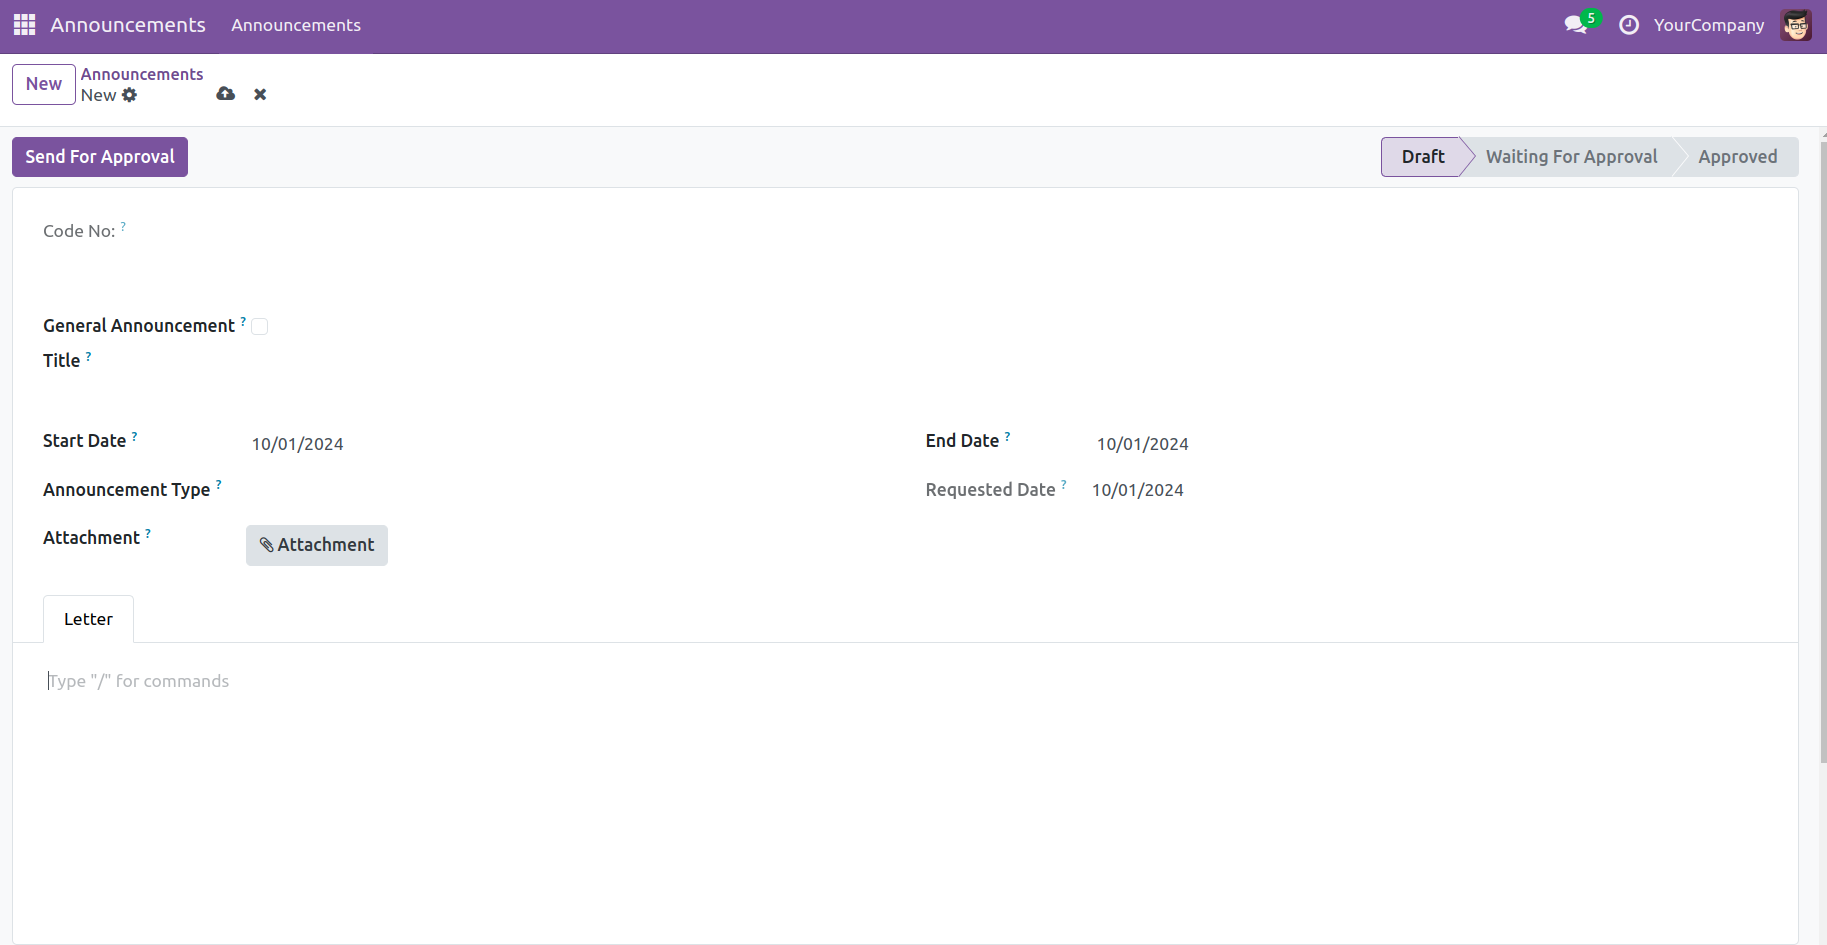 Announcements Announcements 5 YourCompany
New Announcements
New
Send For Approval Draft Waiting For Approval Approved
Code No: ?
General Announcement ?
Title ?
Start Date ? 10/01/2024 End Date ? 10/01/2024
Announcement Type ? Requested Date ? 10/01/2024
Attachment ? Attachment
Letter
Type "/" for commands